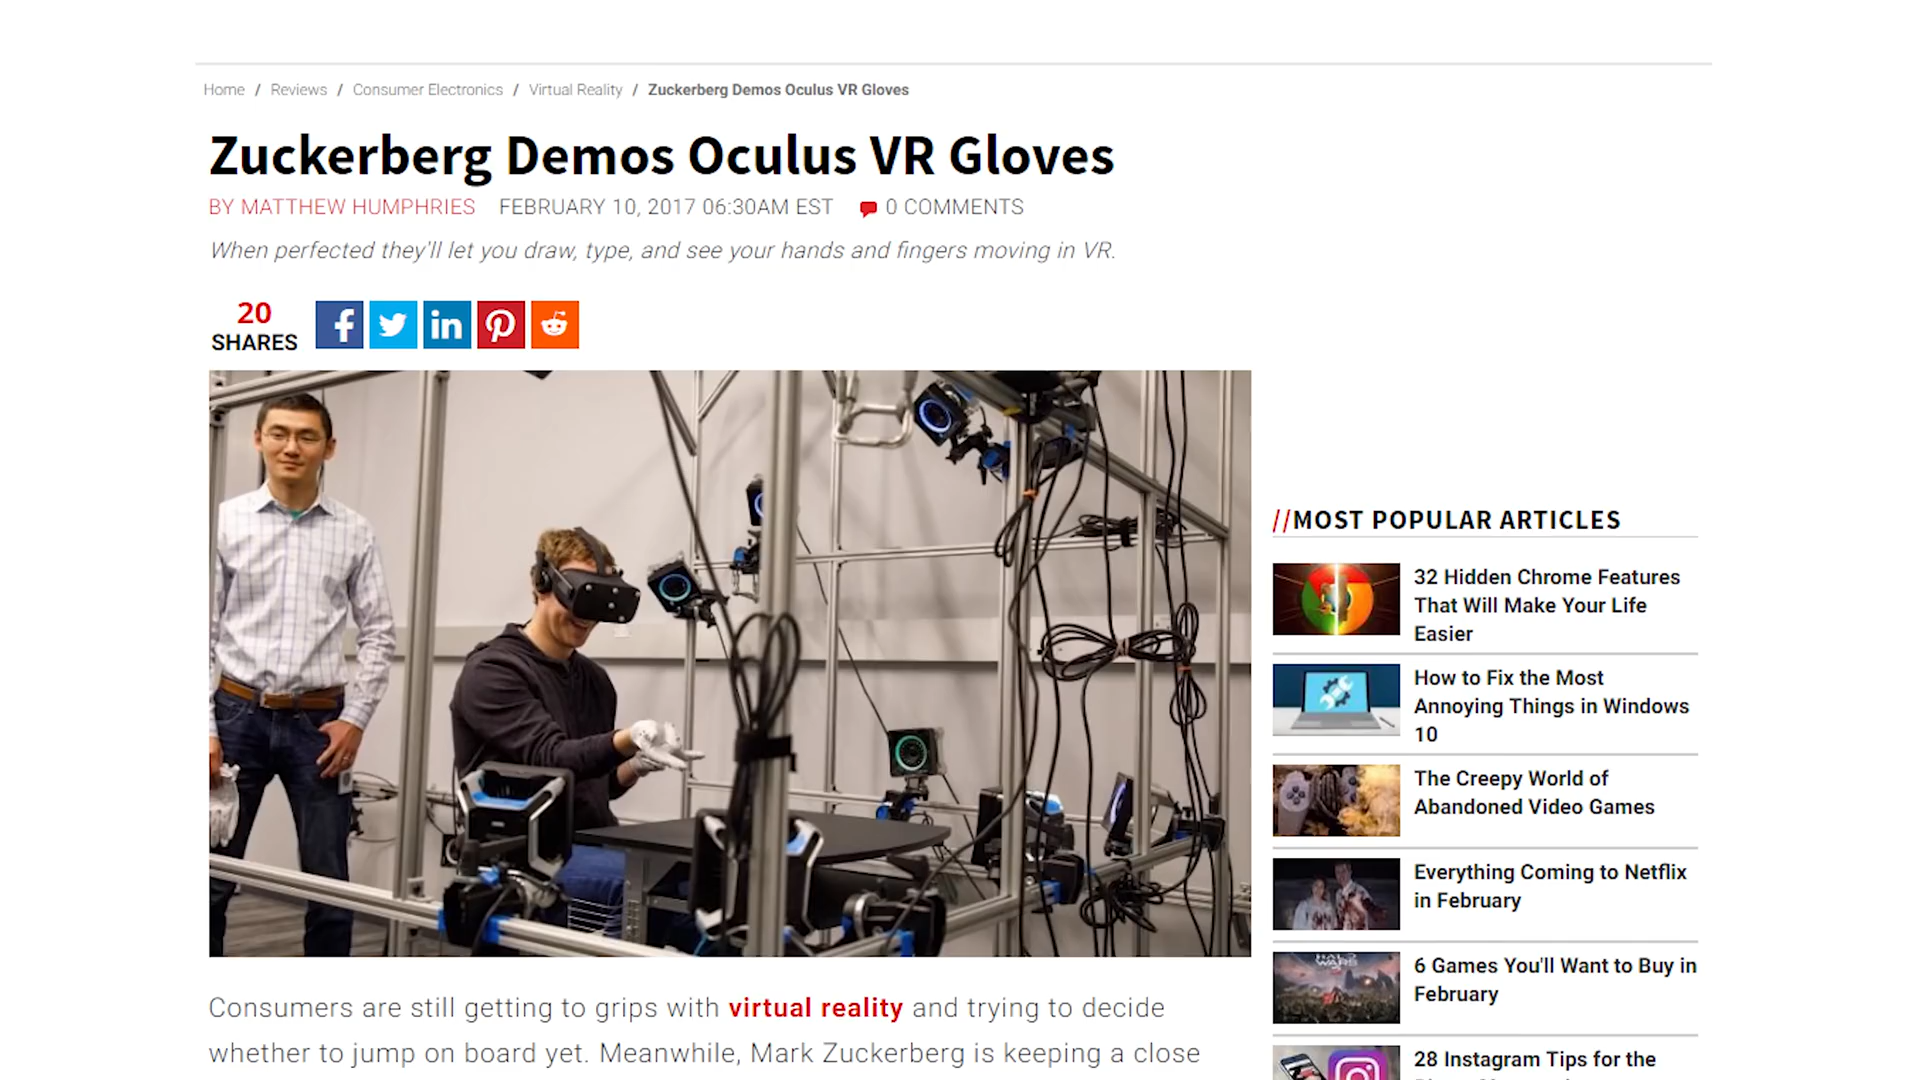 Home / Reviews / Consumer Electronics / Virtual Reality / Zuckerberg Demos Oculus VR Gloves
Zuckerberg Demos Oculus VR Gloves
BY MATTHEW HUMPHRIES FEBRUARY 10, 2017 06:30AM EST 0 COMMENTS
When perfected they'll let you draw, type, and see your hands and fingers moving in VR.
20
SHARES
Consumers are still getting to grips with virtual reality and trying to decide
whether to jump on board yet. Meanwhile, Mark Zuckerberg is keeping a close
//MOST POPULAR ARTICLES
32 Hidden Chrome Features
That Will Make Your Life
Easier
How to Fix the Most
Annoying Things in Windows
10
The Creepy World of
Abandoned Video Games
Everything Coming to Netflix
in February
HALO
WARS
6 Games You'll Want to Buy in
February
28 Instagram Tips for the